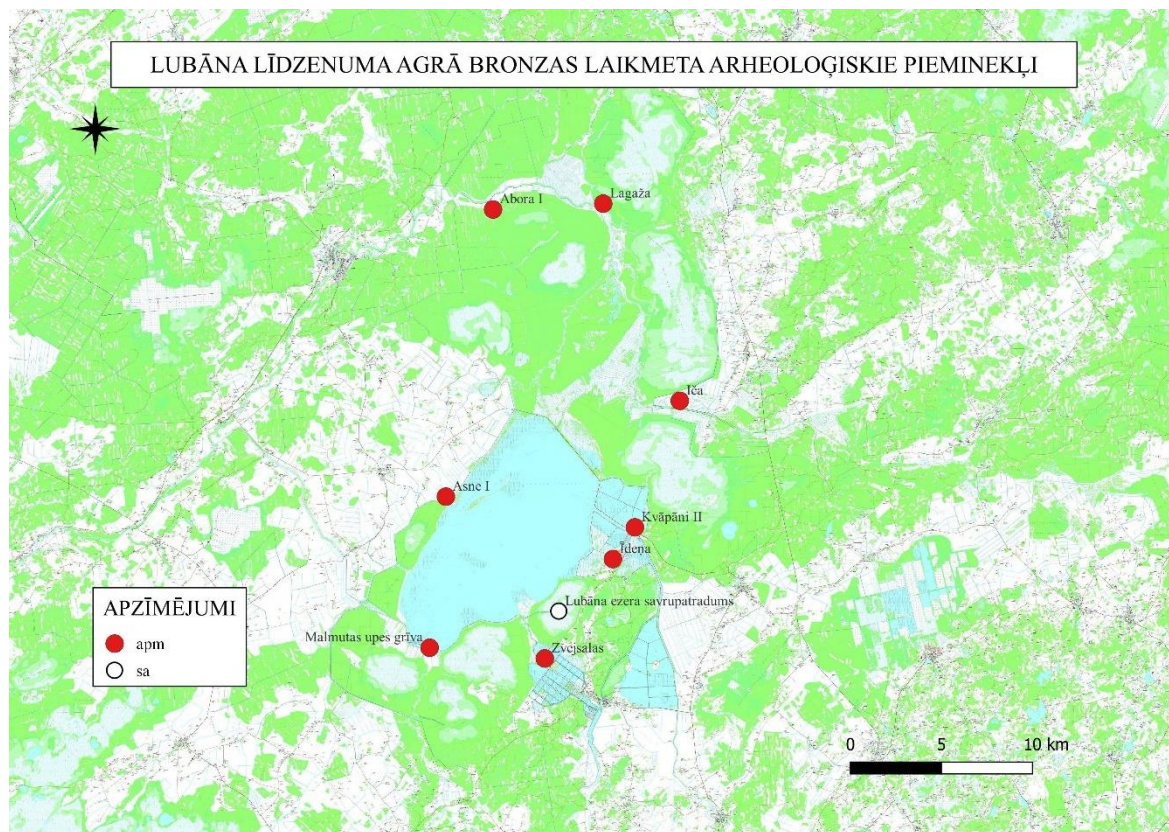 LUBĀNA LĪDZENUMA AGRĀ BRONZAS LAIKMETA ARHEOLOĢISKIE PIEMINEKĻI
Abora I
Lagaža
Iča
Asne I
Kvāpāni II
Īdeņa
Lubāna ezera savrupatradums
Malmutas upes grīva
Zvejsalas
APZĪMĒJUMI
apm
sa
0 5 10 km